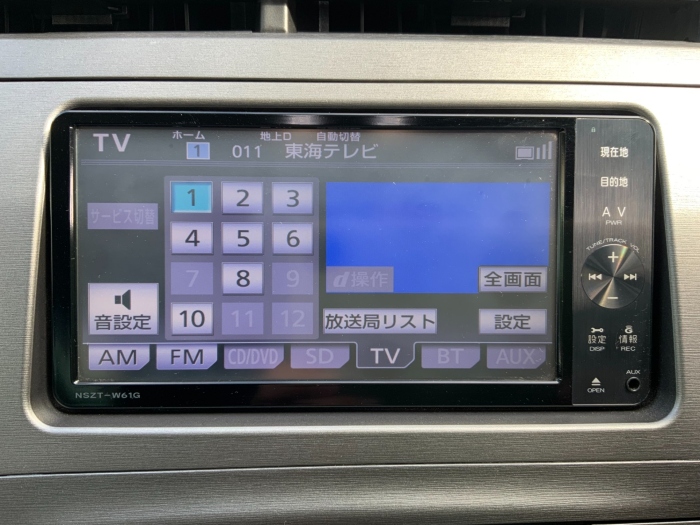 TV ホーム 1 地上D 011 自動切替 東海テレビ
サービス切替
1 2 3
4 5 6
7 8 9
10 11 12
d操作 全画面
音設定 放送局リスト 設定
AM FM CD/DVD SD TV BT AUX
NSZT-W61G
現在地
目的地
AV
PWR
TUNE/TRACK VOL
+
-
設定 情報
DISP REC
OPEN
AUX